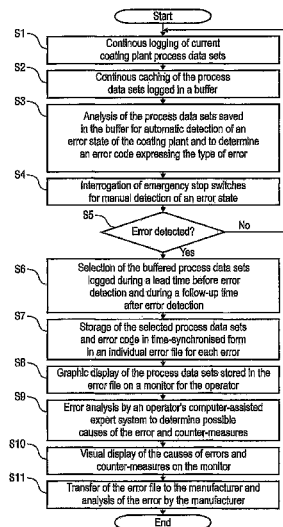 Start
S1
Continous logging of current
coating plant process data sets
S2
Continous caching of the process
data sets logged in a buffer
S3
Analysis of the process data sets saved
in the buffer for automatic detection of an
error state of the coating plant and to determine
an error code expressing the type of error
S4
Interrogation of emergency stop switches
for manual detection of an error state
S5
Error detected?
No
Yes
S6
Selection of the buffered process data sets
logged during a lead time before error
detection and during a follow-up time
after error detection
S7
Storage of the selected process data sets
and error code in time-synchronised form
in an individual error file for each error
S8
Graphic display of the process data sets stored in the
error file on a monitor for the operator
S9
Error analysis by an operator's computer-assisted
expert system to determine possible
causes of the error and counter-measures
S10
Visual display of the causes of errors and
counter-measures on the monitor
S11
Transfer of the error file to the manufacturer and
analysis of the error by the manufacturer
End